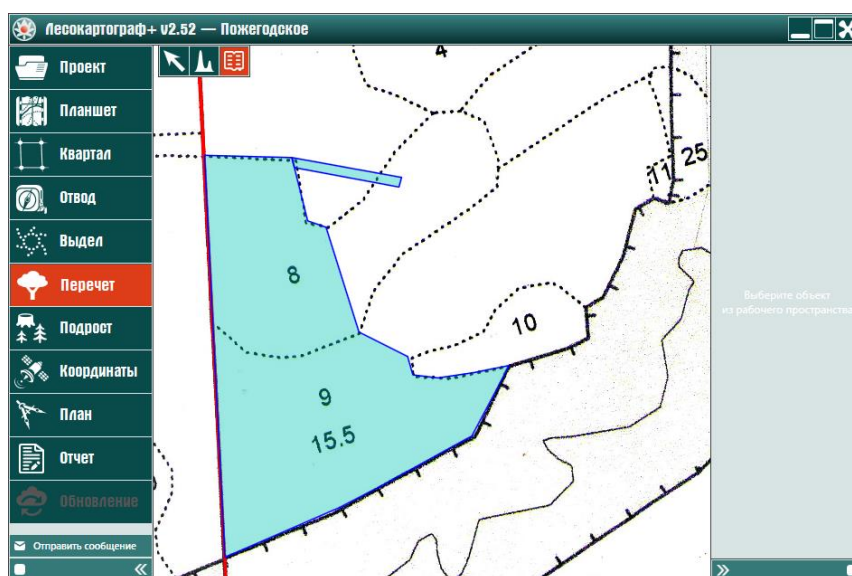 Лесокартограф+ v2.52 — Пожегодское
Проект
Планшет
Квартал
Отвод
Выдел
Перечет
Подрост
Координаты
План
Отчет
Обновление
Отправить сообщение
4
25
11
8
10
9
15.5
Выберите объект
из рабочего пространства